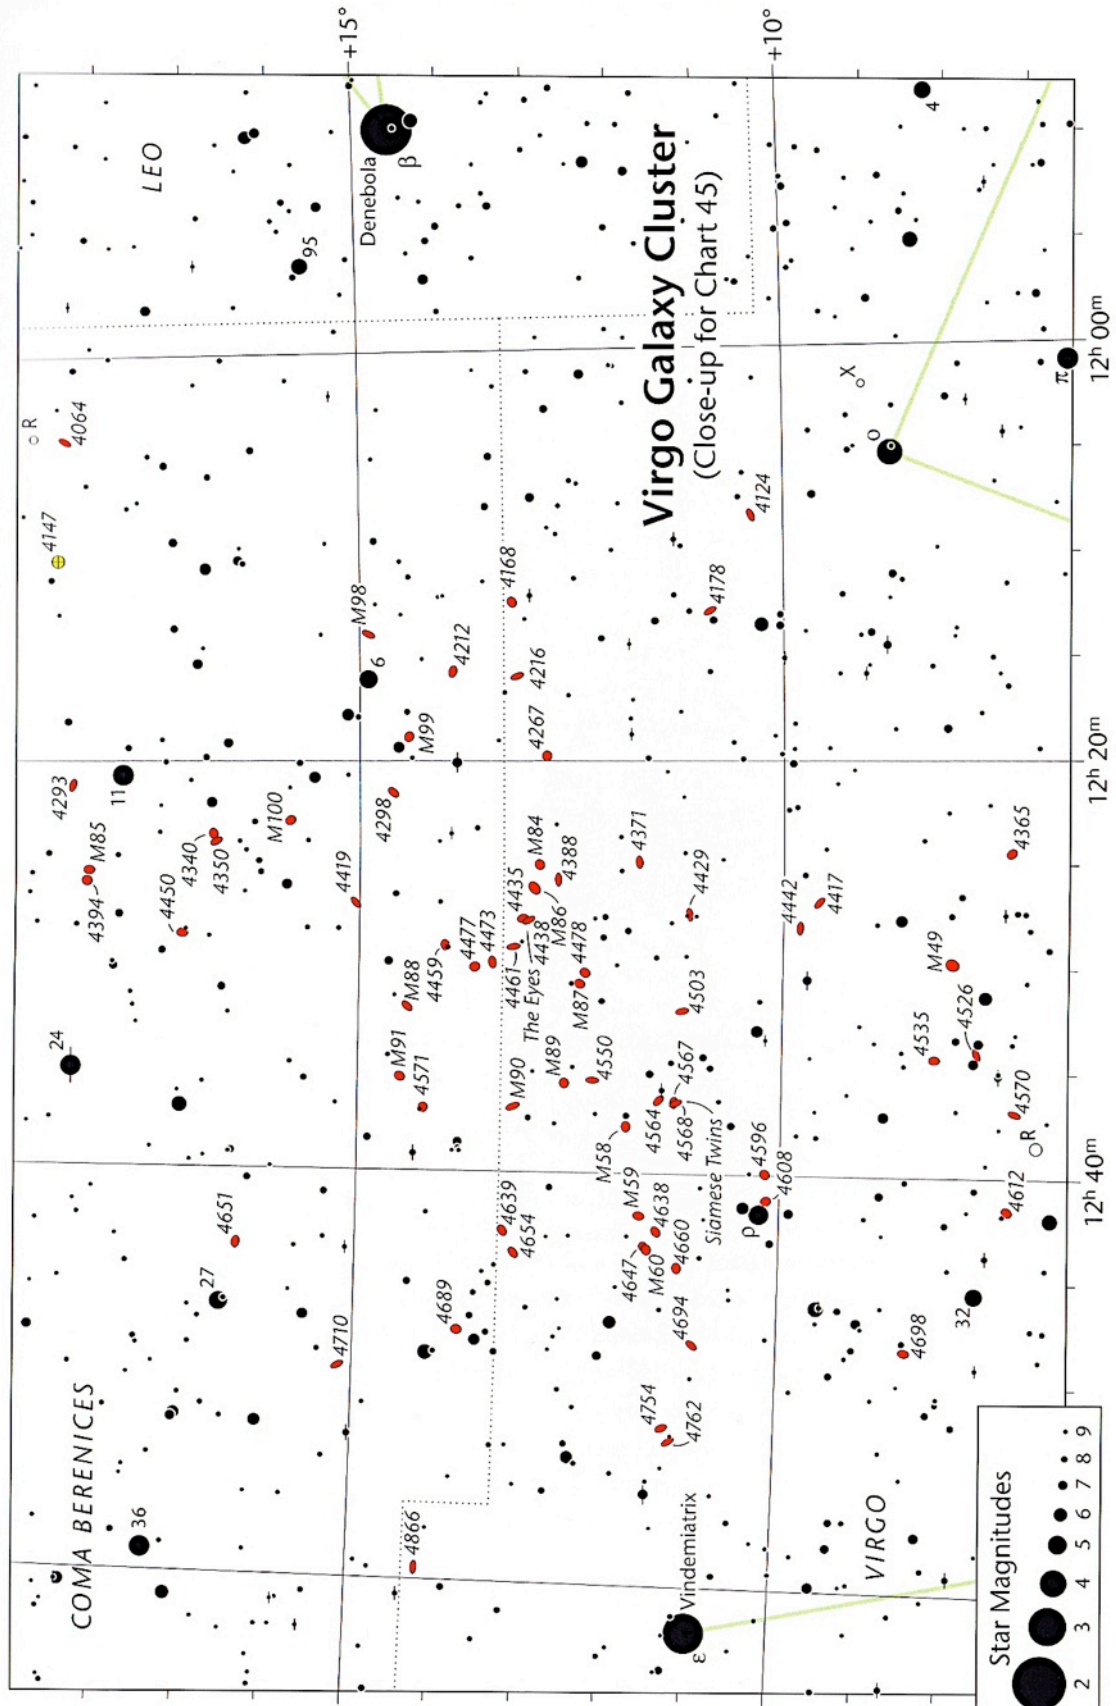 +15°
+10°
LEO
Denebola
β
95
4
Virgo Galaxy Cluster
(Close-up for Chart 45)
12h 00m
π
X
o
R
4064
4147
4124
M98
4168
4178
6
4212
4216
M99
4267
12h 20m
4293
11
M85
4394
4340
4350
M100
4298
4450
4419
M84
4388
4371
4435
M86
4438
4429
4365
4442
4417
4477
4473
4459
4461
The Eyes
4478
M87
M88
4503
M49
4526
4535
24
M91
4571
M90
M89
4550
4567
4564
4568
Siamese Twins
4570
R
M58
4596
4608
12h 40m
4651
4639
4654
M59
4638
4647
M60
4660
ρ
4612
27
4689
4694
32
4698
4710
4754
4762
COMA BERENICES
36
4866
Vindemiatrix
ε
VIRGO
Star Magnitudes
2 3 4 5 6 7 8 9